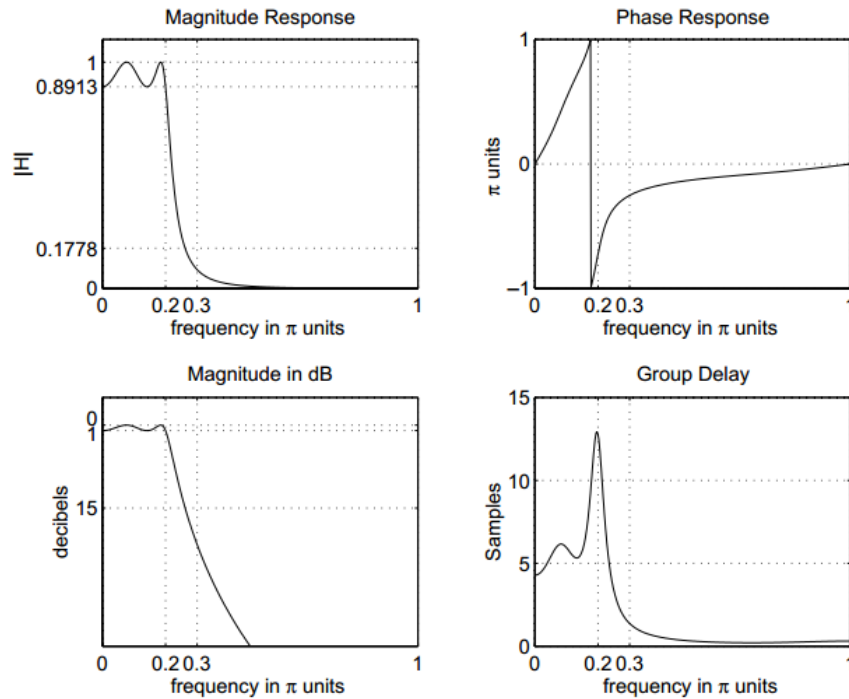 Magnitude Response
1
0.8913
|H|
0.1778
0
0
0.2
0.3
1
frequency in π units
Phase Response
1
π units
0
−1
0
0.2
0.3
1
frequency in π units
Magnitude in dB
0
1
decibels
15
0
0.2
0.3
1
frequency in π units
Group Delay
15
10
Samples
5
0
0
0.2
0.3
1
frequency in π units